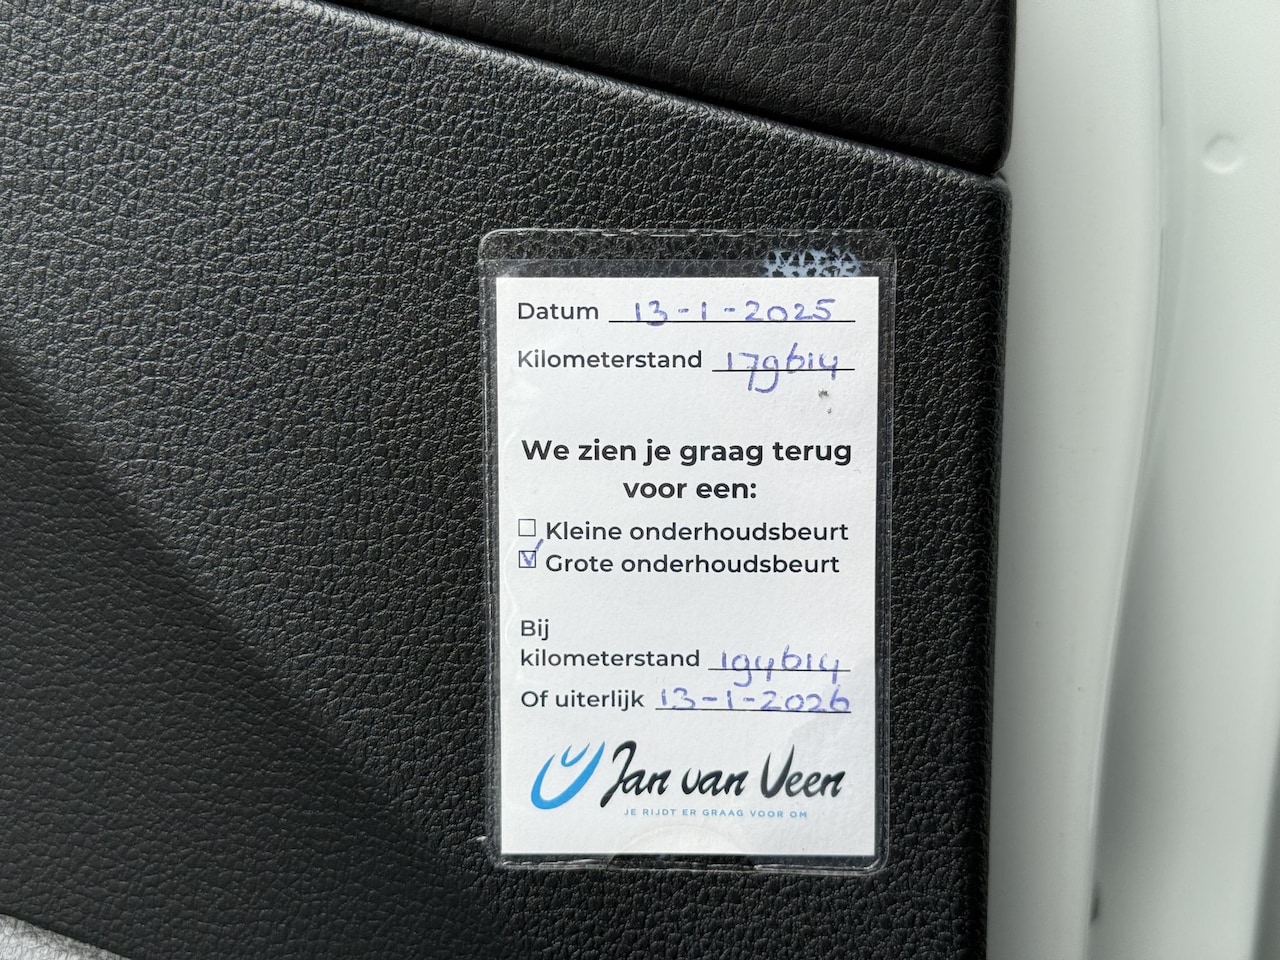 Datum 13-1-2025
Kilometerstand 179614
We zien je graag terug
voor een:
Kleine onderhoudsbeurt
Grote onderhoudsbeurt
Bij
kilometerstand 194614
Of uiterlijk 13-1-2026
Jan van Veen
JE RIJDT ER GRAAG VOOR OM